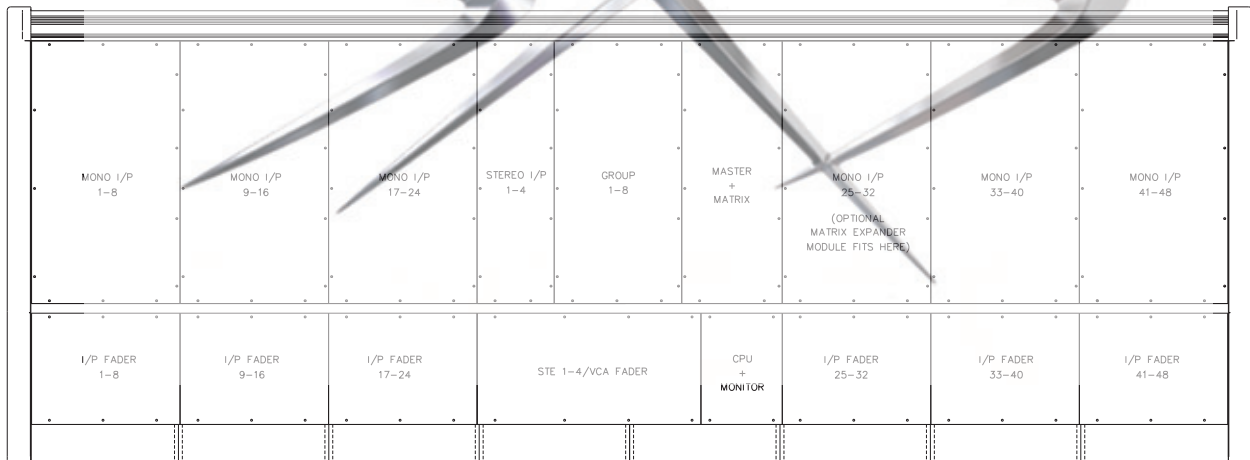 MONO I/P
1-8
MONO I/P
9-16
MONO I/P
17-24
STEREO I/P
1-4
GROUP
1-8
MASTER
+
MATRIX
MONO I/P
25-32
(OPTIONAL
MATRIX EXPANDER
MODULE FITS HERE)
MONO I/P
33-40
MONO I/P
41-48
I/P FADER
1-8
I/P FADER
9-16
I/P FADER
17-24
STE 1-4/VCA FADER
CPU
+
MONITOR
I/P FADER
25-32
I/P FADER
33-40
I/P FADER
41-48